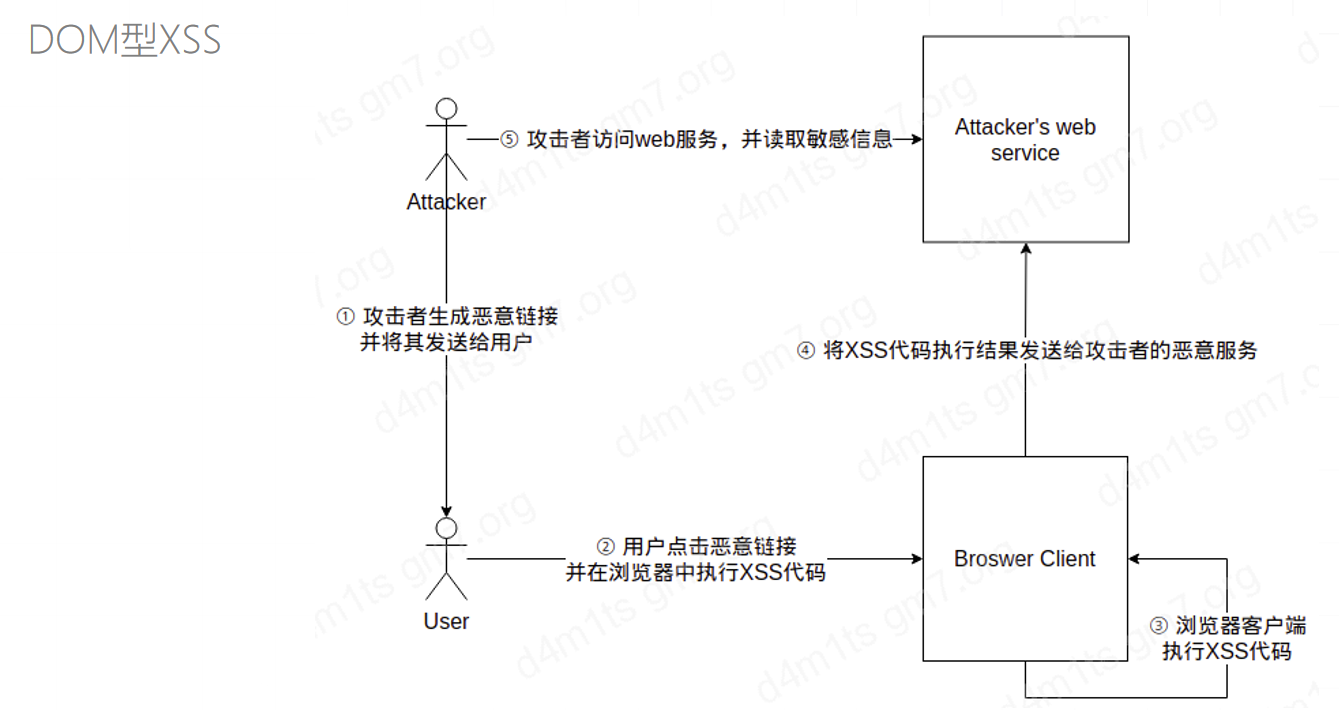 DOM型XSS
⑤ 攻击者访问web服务，并读取敏感信息
Attacker's web
service
Attacker
① 攻击者生成恶意链接
并将其发送给用户
④ 将XSS代码执行结果发送给攻击者的恶意服务
② 用户点击恶意链接
并在浏览器中执行XSS代码
Broswer Client
User
③ 浏览器客户端
执行XSS代码
d4m1ts gm7.org